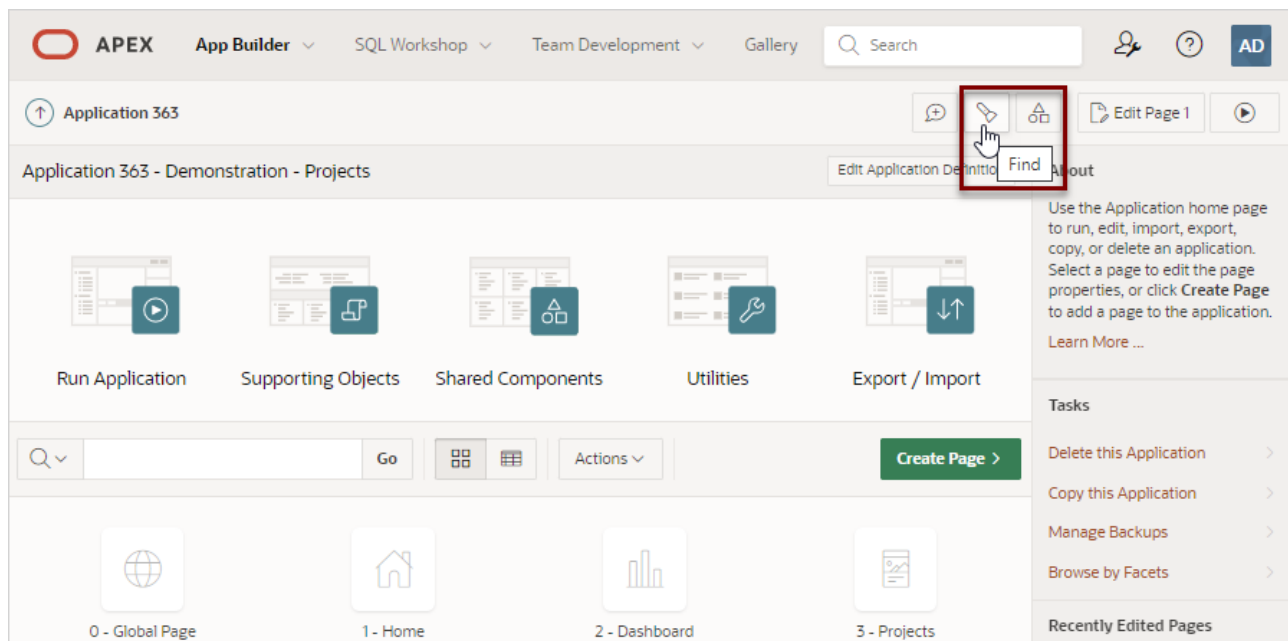 APEX App Builder SQL Workshop Team Development Gallery Search AD
Application 363 Edit Page 1
Find
Application 363 - Demonstration - Projects Edit Application
About
Use the Application home page
to run, edit, import, export,
copy, or delete an application.
Select a page to edit the page
properties, or click Create Page
to add a page to the application.
Learn More ...
Run Application Supporting Objects Shared Components Utilities Export / Import
Tasks
Go Actions Create Page >
Delete this Application
Copy this Application
Manage Backups
Browse by Facets
0 - Global Page 1 - Home 2 - Dashboard 3 - Projects
Recently Edited Pages